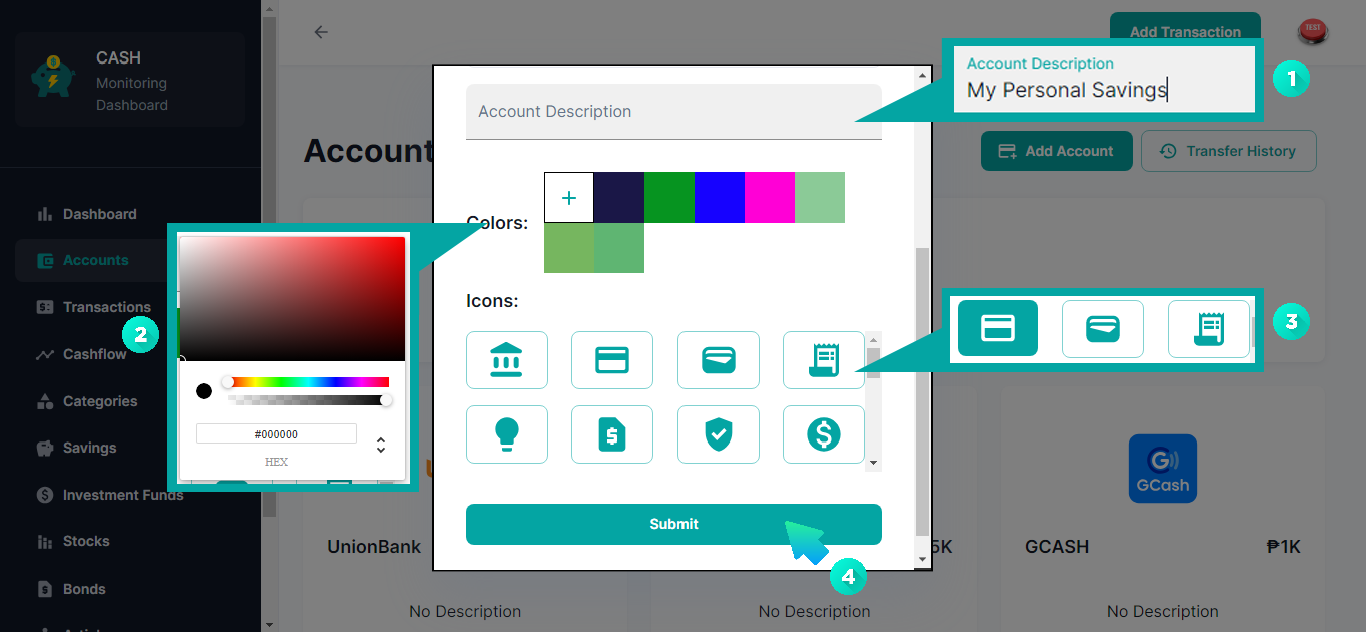 CASH
Monitoring
Dashboard
Dashboard
Accounts
Transactions
Cashflow
Categories
Savings
Investment Funds
Stocks
Bonds
Add Transaction
TEST
Account
Add Account
Transfer History
Account Description
My Personal Savings
1
Account Description
Colors:
+
2
#000000
HEX
Icons:
3
Submit
4
UnionBank
5K
GCash
GCASH
₱1K
No Description
No Description
No Description